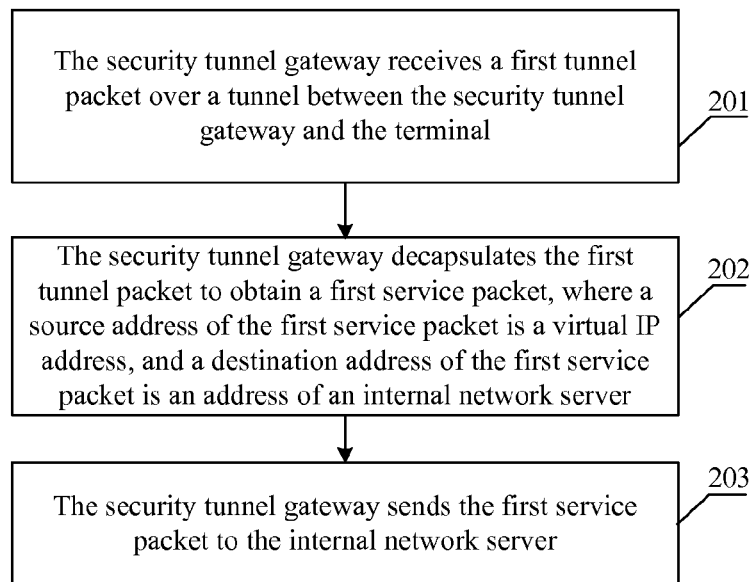 The security tunnel gateway receives a first tunnel
packet over a tunnel between the security tunnel
gateway and the terminal
201
The security tunnel gateway decapsulates the first
tunnel packet to obtain a first service packet, where a
source address of the first service packet is a virtual IP
address, and a destination address of the first service
packet is an address of an internal network server
202
The security tunnel gateway sends the first service
packet to the internal network server
203